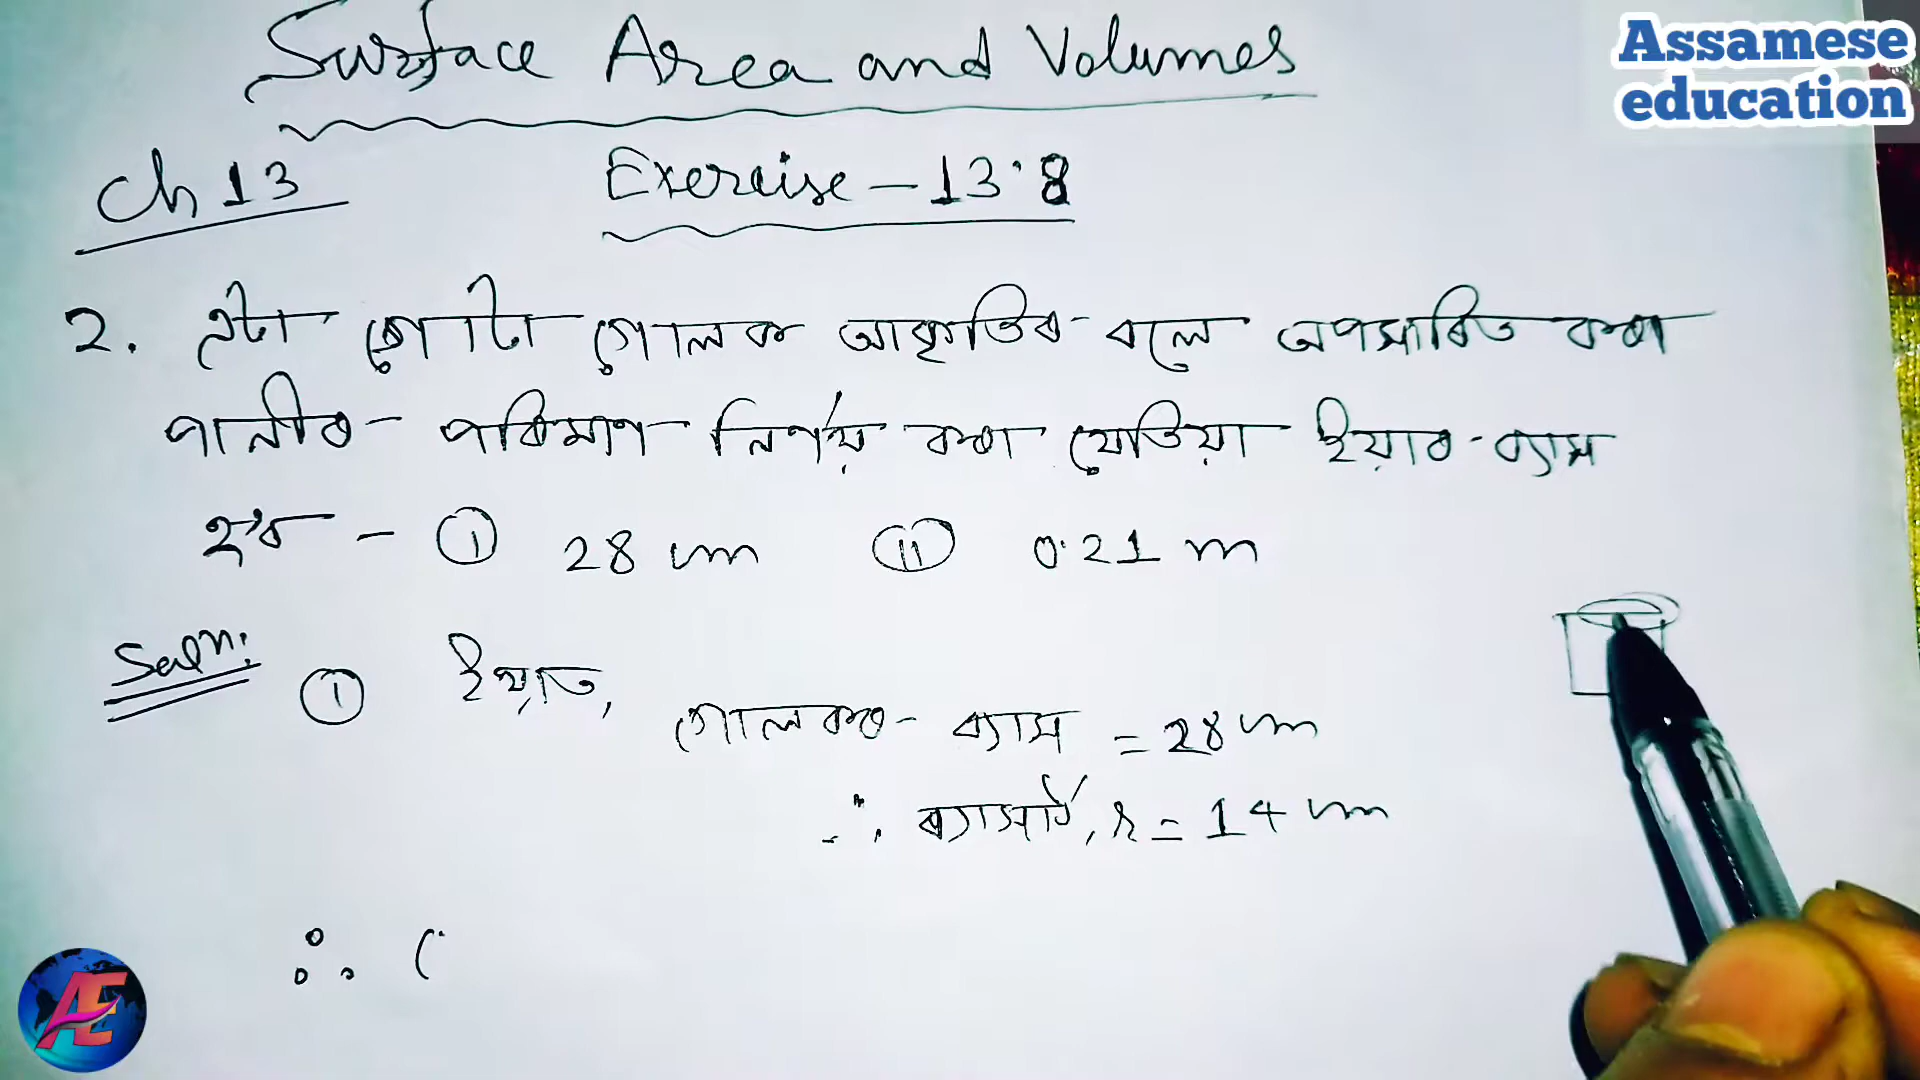 Surface Area and Volumes
Assamese
education
Ch 13 Exercise - 13.8
2. এটা গোটা গোলক আকৃতিৰ বলে অপসাৰিত কৰা
পানীৰ পৰিমাণ নিৰ্ণয় কৰা যেতিয়া ইয়াৰ ব্যাস
হ'ব - (i) 28 cm (ii) 0.21 m
Soln: (i) ইয়াত,
গোলকৰ ব্যাস = 28 cm
∴ ব্যাসাৰ্ধ, r = 14 cm
∴ (
AE